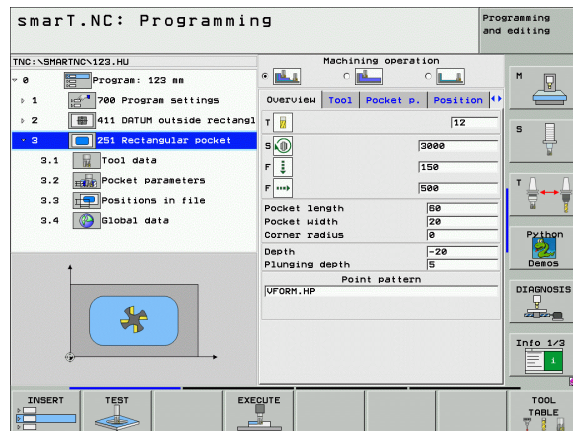 smarT.NC: Programming
Programming
and editing
TNC:\SMARTNC\123.HU
0 Program: 123 mm
1 700 Program settings
2 411 DATUM outside rectangl
3 251 Rectangular pocket
3.1 Tool data
3.2 Pocket parameters
3.3 Positions in file
3.4 Global data
Machining operation
Overview Tool Pocket p. Position
T 12
S 3000
F 150
F 500
Pocket length 60
Pocket width 20
Corner radius 0
Depth -20
Plunging depth 5
Point pattern
VFORM.HP
M
S
T
Python
Demos
DIAGNOSIS
Info 1/3
INSERT
TEST
EXECUTE
TOOL
TABLE